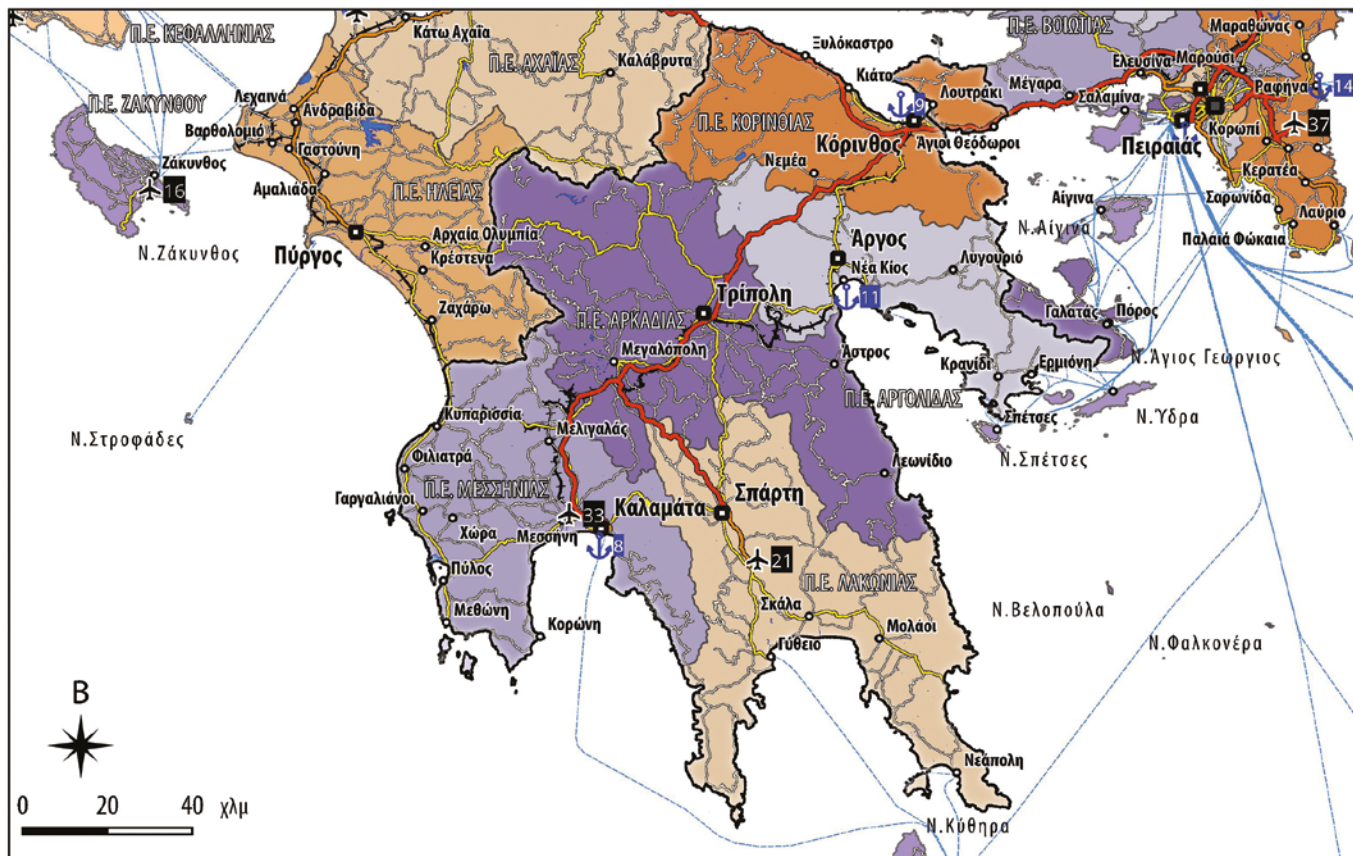 Π.Ε. ΚΕΦΑΛΛΗΝΙΑΣ
Κάτω Αχαΐα
Π.Ε. ΑΧΑΪΑΣ
Καλάβρυτα
Ξυλόκαστρο
Κιάτο
9
Λουτράκι
Π.Ε. ΒΟΙΩΤΙΑΣ
Μέγαρα
Ελευσίνα
Μαρούσι
Μαραθώνας
Σαλαμίνα
Ραφήνα
14
37
Κορωπί
Πειραιάς
Κερατέα
Σαρωνίδα
Λαύριο
Παλαιά Φώκαια
Π.Ε. ΖΑΚΥΝΘΟΥ
Λεχαινά
Ανδραβίδα
Βαρθολομιό
Γαστούνη
Ζάκυνθος
16
Αμαλιάδα
Ν.Ζάκυνθος
Π.Ε. ΗΛΕΙΑΣ
Πύργος
Αρχαία Ολυμπία
Κρέστενα
Ζαχάρω
Π.Ε. ΚΟΡΙΝΘΙΑΣ
Κόρινθος
Άγιοι Θεόδωροι
Νεμέα
Αίγινα
Ν.Αίγινα
Άργος
Νέα Κίος
11
Λυγουριό
Τρίπολη
Π.Ε. ΑΡΚΑΔΙΑΣ
Μεγαλόπολη
Άστρος
Γαλατάς
Πόρος
Ν.Άγιος Γεώργιος
Κρανίδι
Ερμιόνη
Π.Ε. ΑΡΓΟΛΙΔΑΣ
Σπέτσες
Ν.Ύδρα
Ν.Σπέτσες
Ν.Στροφάδες
Κυπαρισσία
Μελιγαλάς
Φιλιατρά
Π.Ε. ΜΕΣΣΗΝΙΑΣ
Γαργαλιάνοι
Χώρα
Μεσσήνη
33
Καλαμάτα
8
Σπάρτη
Λεωνίδιο
21
Π.Ε. ΛΑΚΩΝΙΑΣ
Πύλος
Μεθώνη
Κορώνη
Σκάλα
Γύθειο
Μολάοι
Ν.Βελοπούλα
Ν.Φαλκονέρα
Νεάπολη
Ν.Κύθηρα
Β
0 20 40 χλμ